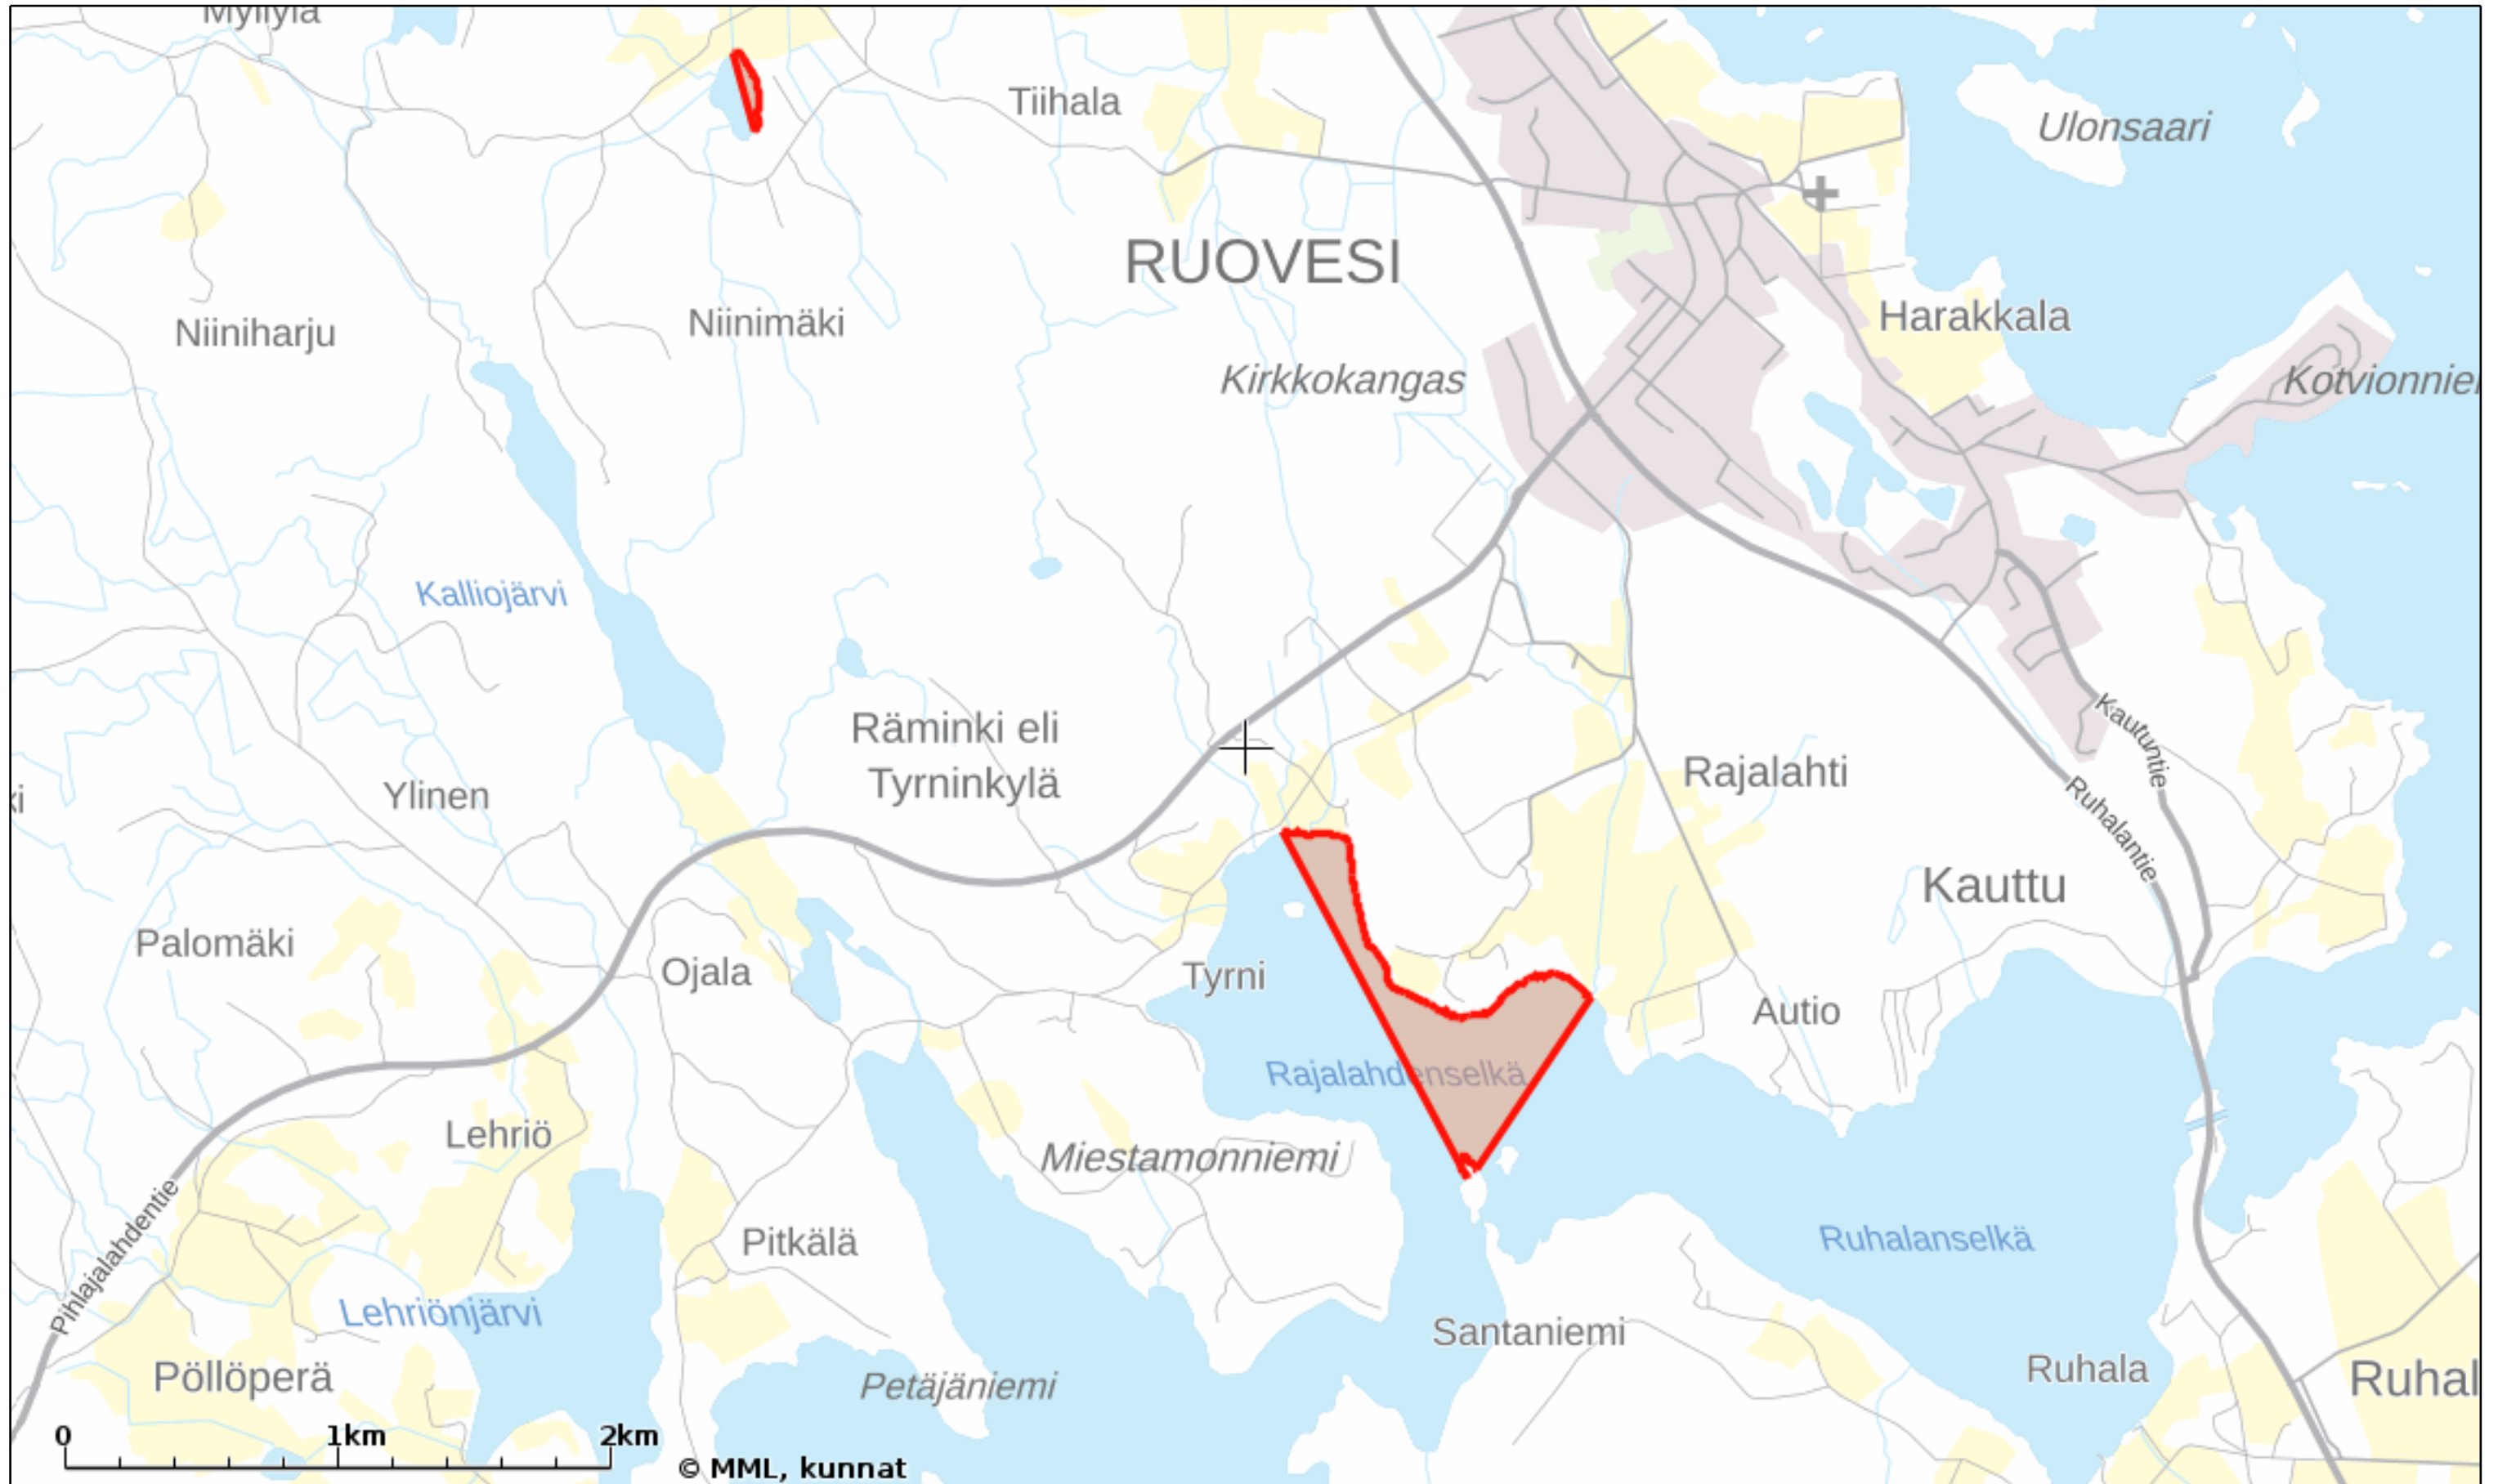 Myllylä
Tiihala
Ulonsaari
RUOVESI
Niiniharju
Niinimäki
Harakkala
Kirkkokangas
Kotvionnie
Kalliojärvi
Räminki eli
Tyrninkylä
Kautuntie
Rajalahti
Ylinen
Ruhalantie
Kauttu
Palomäki
Ojala
Tyrni
Autio
Rajalahdenselkä
Lehriö
Miestamonniemi
Pihlajalahdentie
Pitkälä
Ruhalanselkä
Lehriönjärvi
Santaniemi
Pöllöperä
Petäjäniemi
Ruhala
Ruhal
0 1km 2km
© MML, kunnat